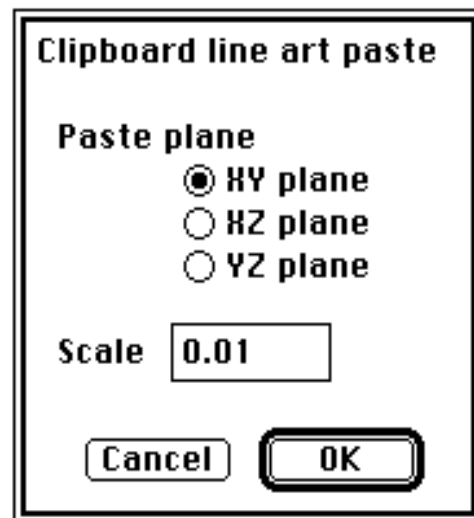 Clipboard line art paste
Paste plane
XY plane
XZ plane
YZ plane
Scale 0.01
Cancel OK